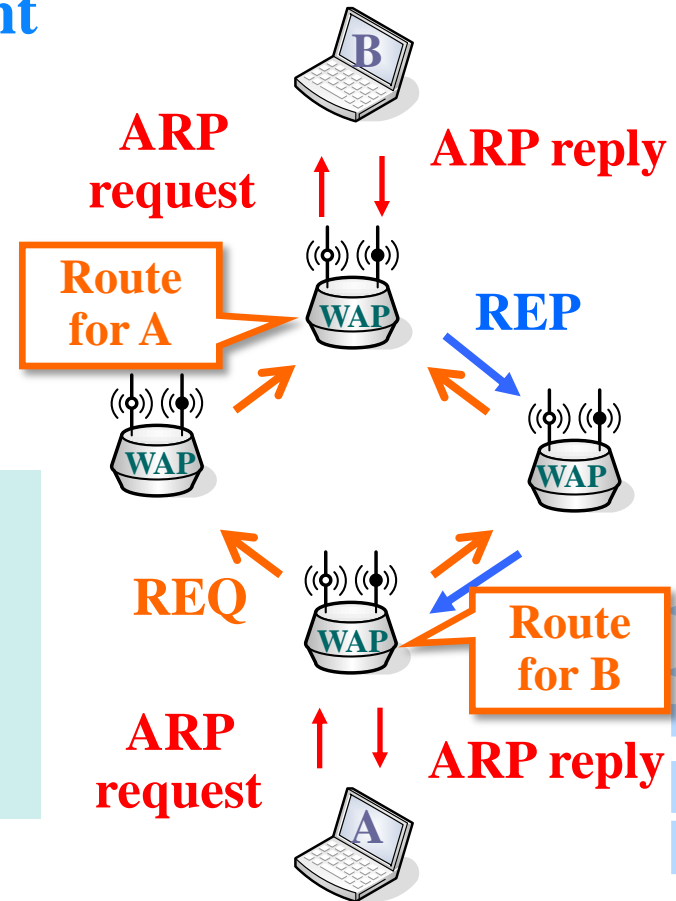 nt
B
ARP
request
ARP reply
Route
for A
WAP
REP
WAP
WAP
REQ
WAP
Route
for B
ARP
request
ARP reply
A